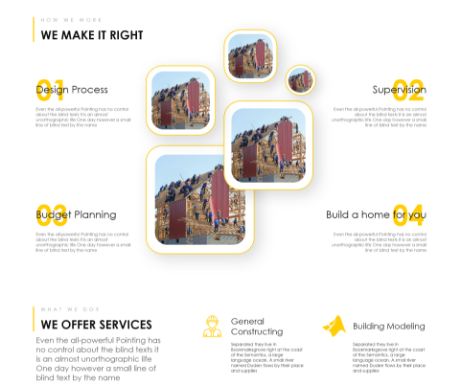 HOW WE WORK
WE MAKE IT RIGHT
01
Design Process
Even the all-powerful Pointing has no control
about the blind texts it is an almost
unorthographic life One day however a small
line of blind text by the name
02
Supervision
Even the all-powerful Pointing has no control
about the blind texts it is an almost
unorthographic life One day however a small
line of blind text by the name
03
Budget Planning
Even the all-powerful Pointing has no control
about the blind texts it is an almost
unorthographic life One day however a small
line of blind text by the name
04
Build a home for you
Even the all-powerful Pointing has no control
about the blind texts it is an almost
unorthographic life One day however a small
line of blind text by the name
WHAT WE DO?
WE OFFER SERVICES
Even the all-powerful Pointing has
no control about the blind texts it
is an almost unorthographic life
One day however a small line of
blind text by the name
General
Constructing
Separated they live in
Bookmarksgrove right at the coast
of the Semantics, a large
language ocean. A small river
named Duden flows by their place
and supplies
Building Modeling
Separated they live in
Bookmarksgrove right at the coast
of the Semantics, a large
language ocean. A small river
named Duden flows by their place
and supplies